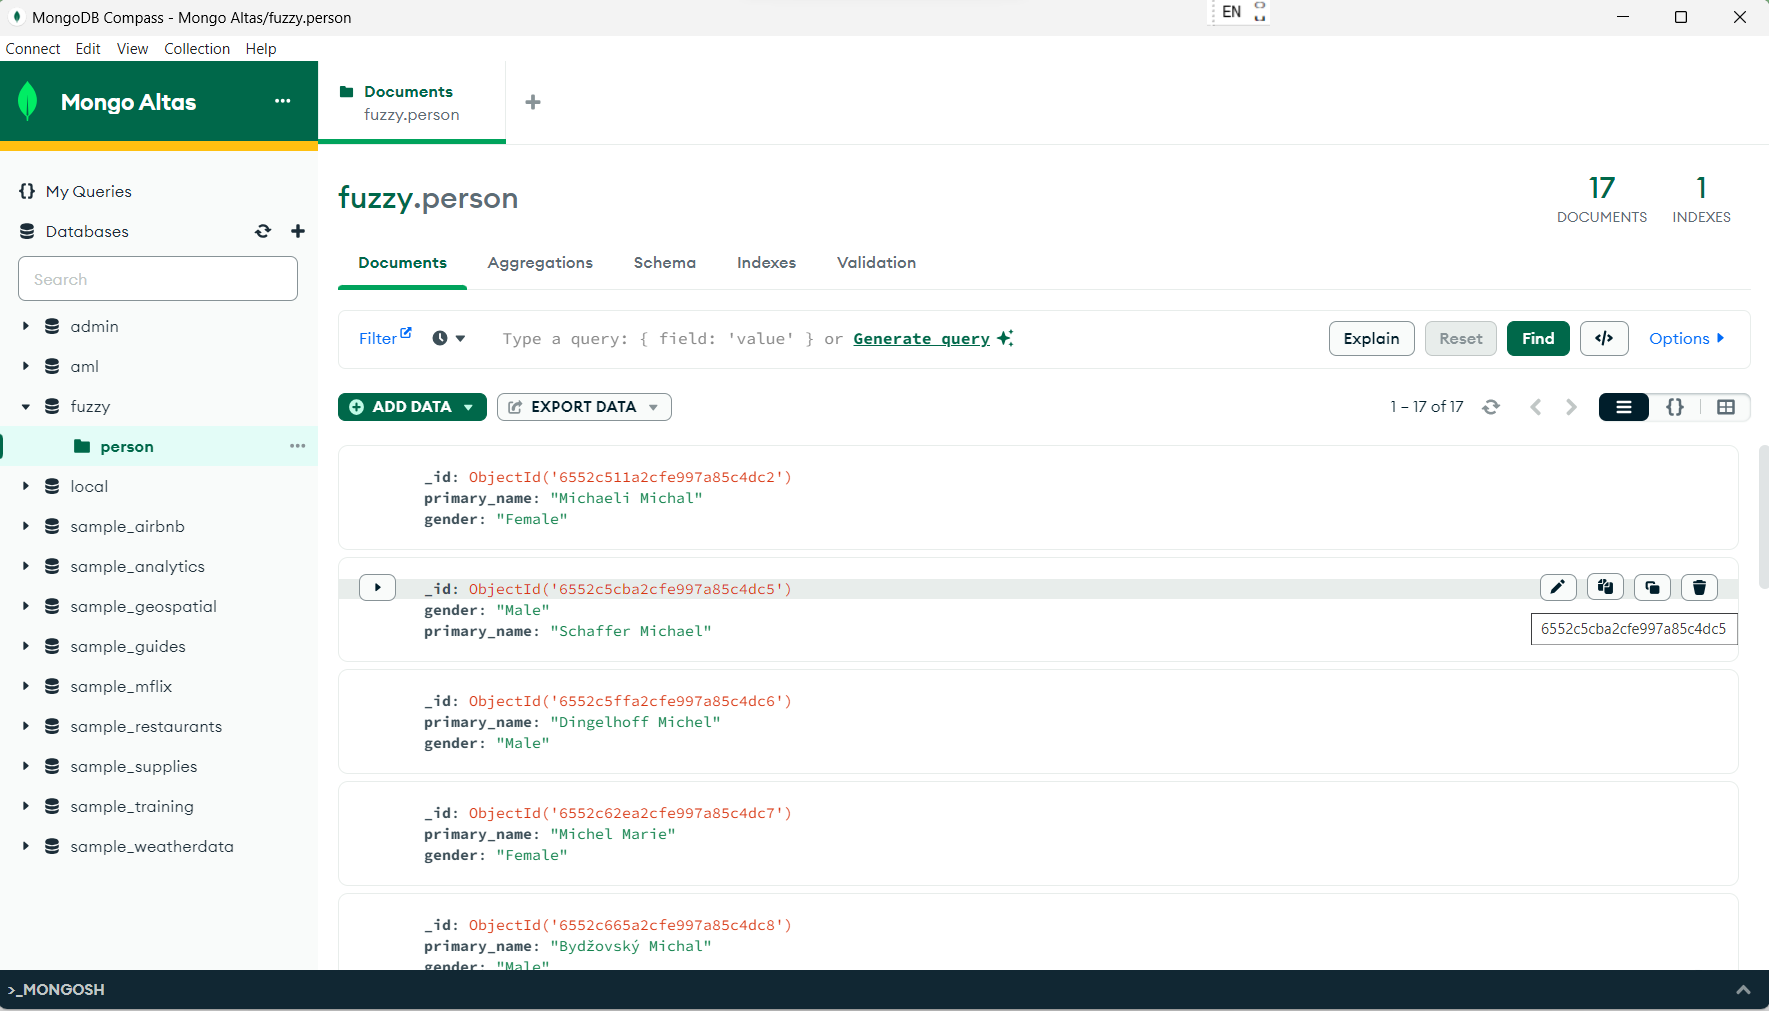 MongoDB Compass - Mongo Altas/fuzzy.person
EN
Connect Edit View Collection Help
Mongo Altas
Documents
fuzzy.person
My Queries
Databases
Search
admin
aml
fuzzy
person
local
sample_airbnb
sample_analytics
sample_geospatial
sample_guides
sample_mflix
sample_restaurants
sample_supplies
sample_training
sample_weatherdata
fuzzy.person
17
DOCUMENTS
1
INDEXES
Documents Aggregations Schema Indexes Validation
Filter Type a query: { field: 'value' } or Generate query Explain Reset Find </> Options
ADD DATA EXPORT DATA 1 – 17 of 17 {}
_id: ObjectId('6552c511a2cfe997a85c4dc2')
primary_name: "Michaeli Michal"
gender: "Female"
_id: ObjectId('6552c5cba2cfe997a85c4dc5')
gender: "Male"
primary_name: "Schaffer Michael"
6552c5cba2cfe997a85c4dc5
_id: ObjectId('6552c5ffa2cfe997a85c4dc6')
primary_name: "Dingelhoff Michel"
gender: "Male"
_id: ObjectId('6552c62ea2cfe997a85c4dc7')
primary_name: "Michel Marie"
gender: "Female"
_id: ObjectId('6552c665a2cfe997a85c4dc8')
primary_name: "Bydžovský Michal"
gender: "Male"
>_MONGOSH